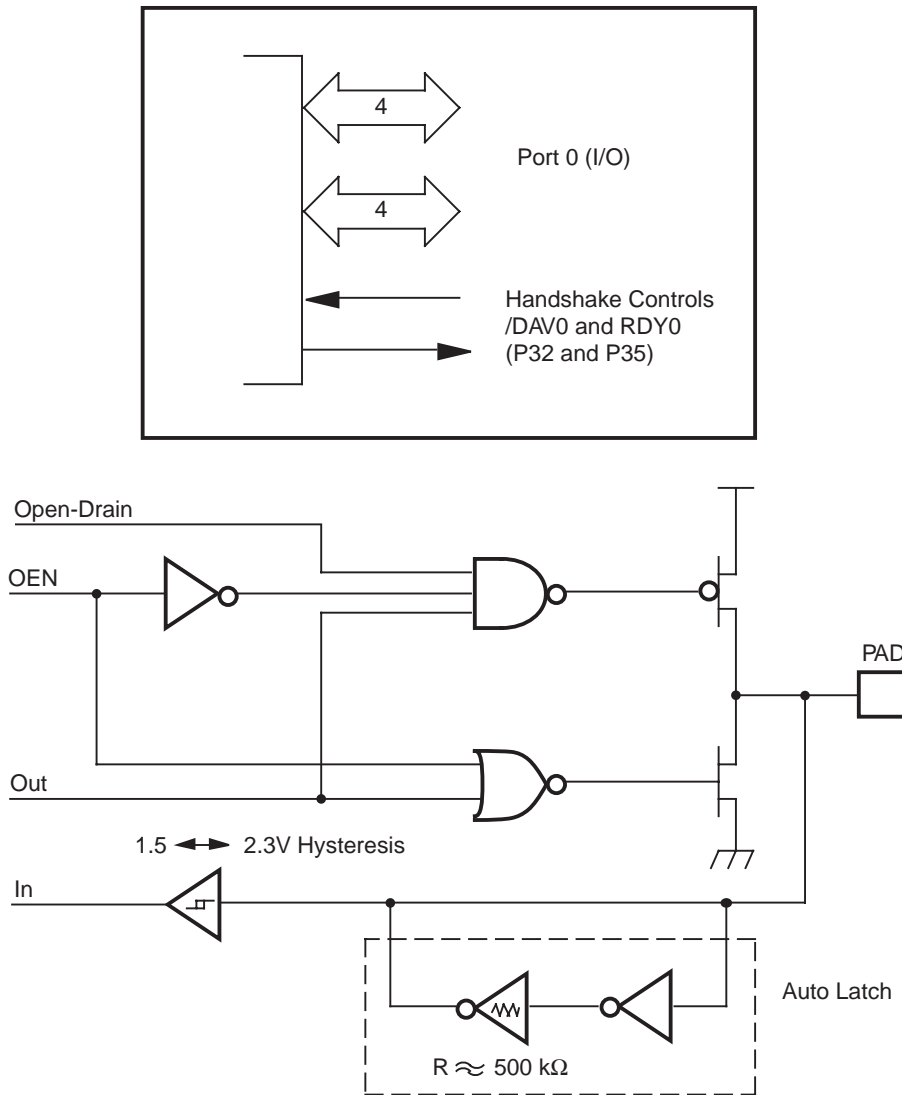 4
Port 0 (I/O)
4
Handshake Controls
/DAV0 and RDY0
(P32 and P35)
Open-Drain
OEN
PAD
Out
1.5 2.3V Hysteresis
In
Auto Latch
R ≈ 500 kΩ